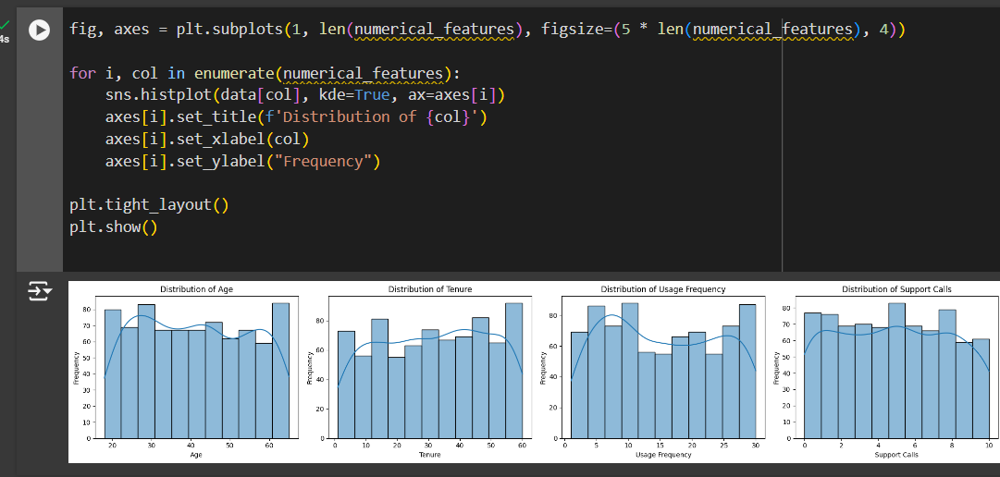 fig, axes = plt.subplots(1, len(numerical_features), figsize=(5 * len(numerical_features), 4))
for i, col in enumerate(numerical_features):
    sns.histplot(data[col], kde=True, ax=axes[i])
    axes[i].set_title(f'Distribution of {col}')
    axes[i].set_xlabel(col)
    axes[i].set_ylabel("Frequency")
plt.tight_layout()
plt.show()
4s
Distribution of Age
Frequency
80
70
60
50
40
30
20
10
0
20 30 40 50 60
Age
Distribution of Tenure
Frequency
80
60
40
20
0
0 10 20 30 40 50 60
Tenure
Distribution of Usage Frequency
Frequency
80
60
40
20
0
0 5 10 15 20 25 30
Usage Frequency
Distribution of Support Calls
Frequency
80
70
60
50
40
30
20
10
0
0 2 4 6 8 10
Support Calls